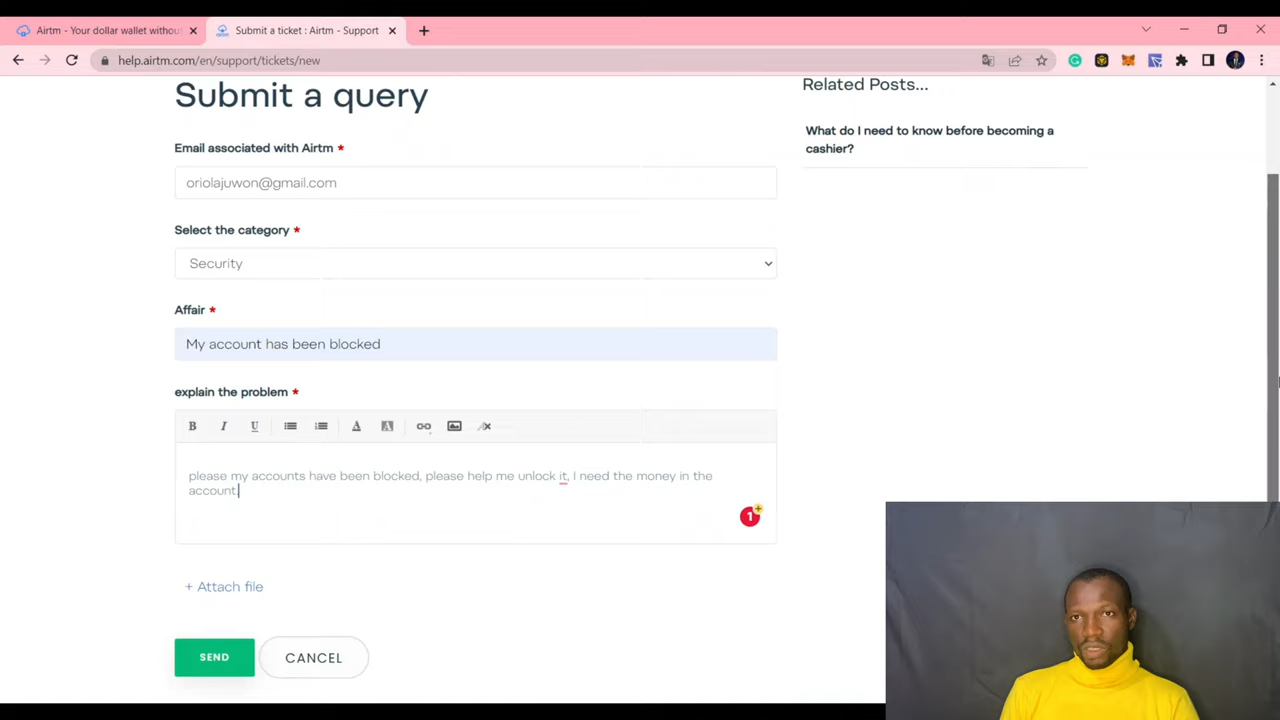 Airtm - Your dollar wallet withou
Submit a ticket : Airtm - Support
help.airtm.com/en/support/tickets/new
Submit a query
Related Posts...
What do I need to know before becoming a
cashier?
Email associated with Airtm *
oriolajuwon@gmail.com
Select the category *
Security
Affair *
My account has been blocked
explain the problem *
B I U A A
please my accounts have been blocked, please help me unlock it, I need the money in the
account.
1
+ Attach file
SEND CANCEL